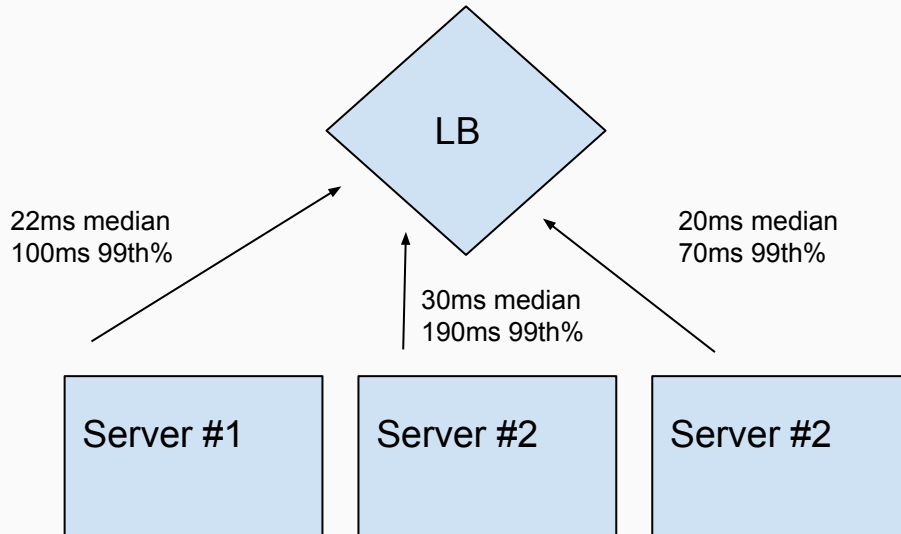 LB
22ms median
100ms 99th%
30ms median
190ms 99th%
20ms median
70ms 99th%
Server #1
Server #2
Server #2